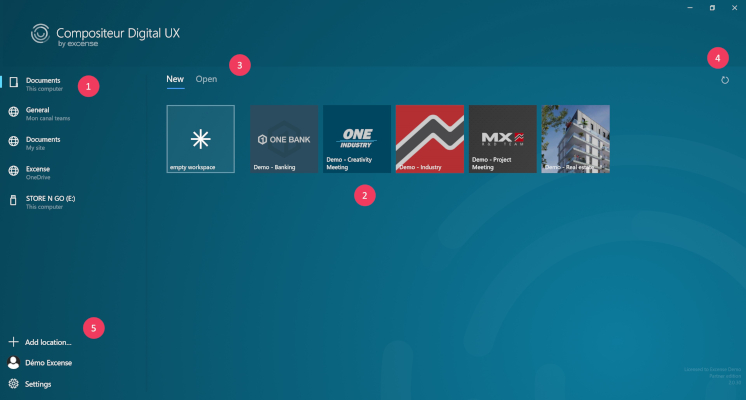 Compositeur Digital UX
by excense
3
4
New Open
Documents
This computer
1
General
Mon canal teams
Documents
My site
Excense
OneDrive
STORE N GO (E:)
This computer
empty workspace
ONE BANK
Demo - Banking
ONE
INDUSTRY
Demo - Creativity
Meeting
Demo - Industry
MX
R&D TEAM
Demo - Project
Meeting
Demo - Real estate
2
5
Add location...
Démo Excense
Settings